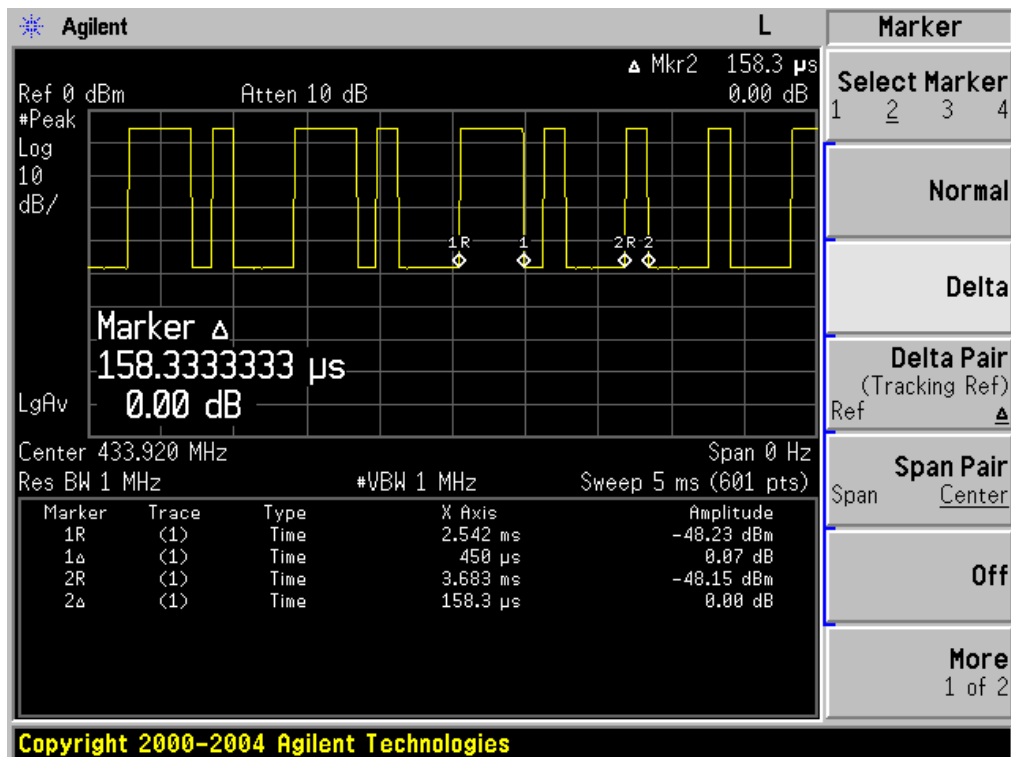 Agilent L Marker
Δ Mkr2 158.3 µs
Ref 0 dBm Atten 10 dB 0.00 dB
#Peak
Log
10
dB/
1R 1 2R 2
Marker Δ
158.3333333 µs
0.00 dB
LgAv
Center 433.920 MHz Span 0 Hz
Res BW 1 MHz #VBW 1 MHz Sweep 5 ms (601 pts)
Marker Trace Type X Axis Amplitude
1R (1) Time 2.542 ms -48.23 dBm
1Δ (1) Time 450 µs 0.07 dB
2R (1) Time 3.683 ms -48.15 dBm
2Δ (1) Time 158.3 µs 0.00 dB
Select Marker
1 2 3 4
Normal
Delta
Delta Pair
(Tracking Ref)
Ref Δ
Span Pair
Span Center
Off
More
1 of 2
Copyright 2000-2004 Agilent Technologies